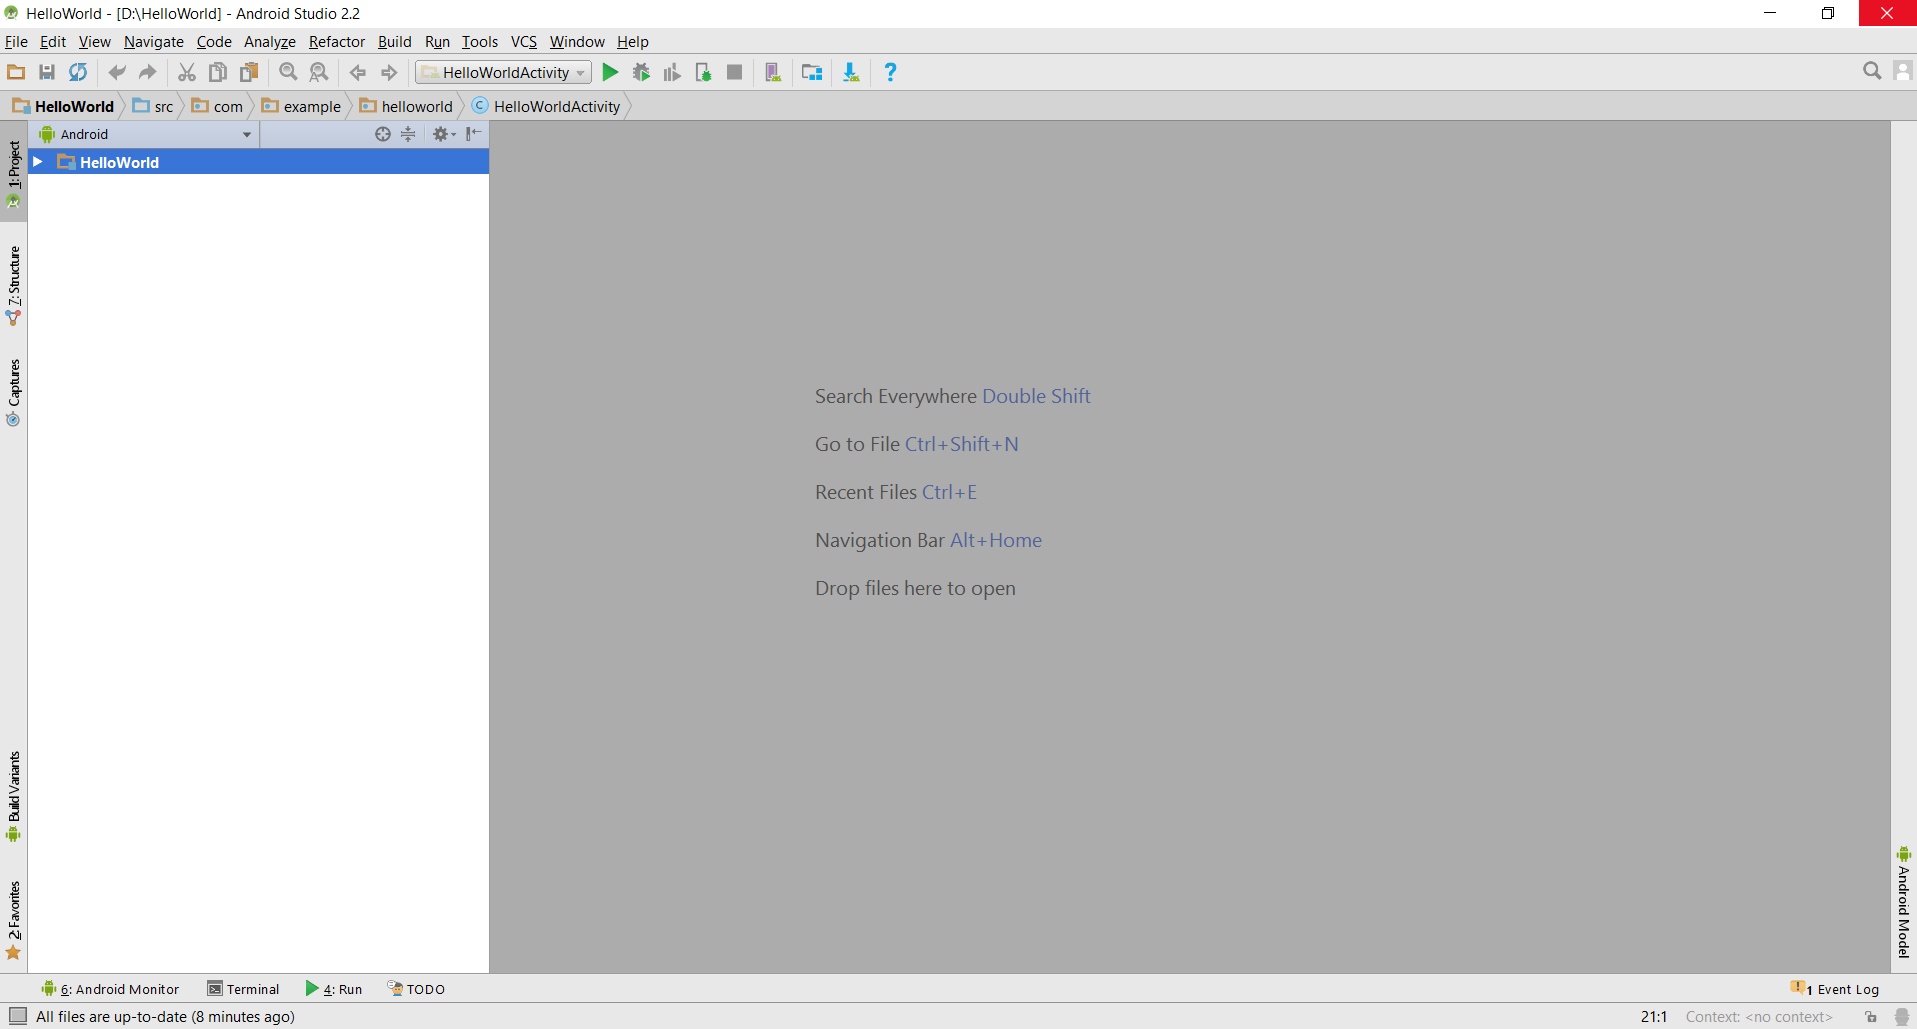 HelloWorld - [D:\HelloWorld] - Android Studio 2.2
File Edit View Navigate Code Analyze Refactor Build Run Tools VCS Window Help
HelloWorldActivity
HelloWorld src com example helloworld HelloWorldActivity
Android
HelloWorld
1: Project
7: Structure
Captures
Build Variants
2: Favorites
Search Everywhere Double Shift
Go to File Ctrl+Shift+N
Recent Files Ctrl+E
Navigation Bar Alt+Home
Drop files here to open
Android Model
6: Android Monitor Terminal 4: Run TODO 1 Event Log
All files are up-to-date (8 minutes ago) 21:1 Context: <no context>